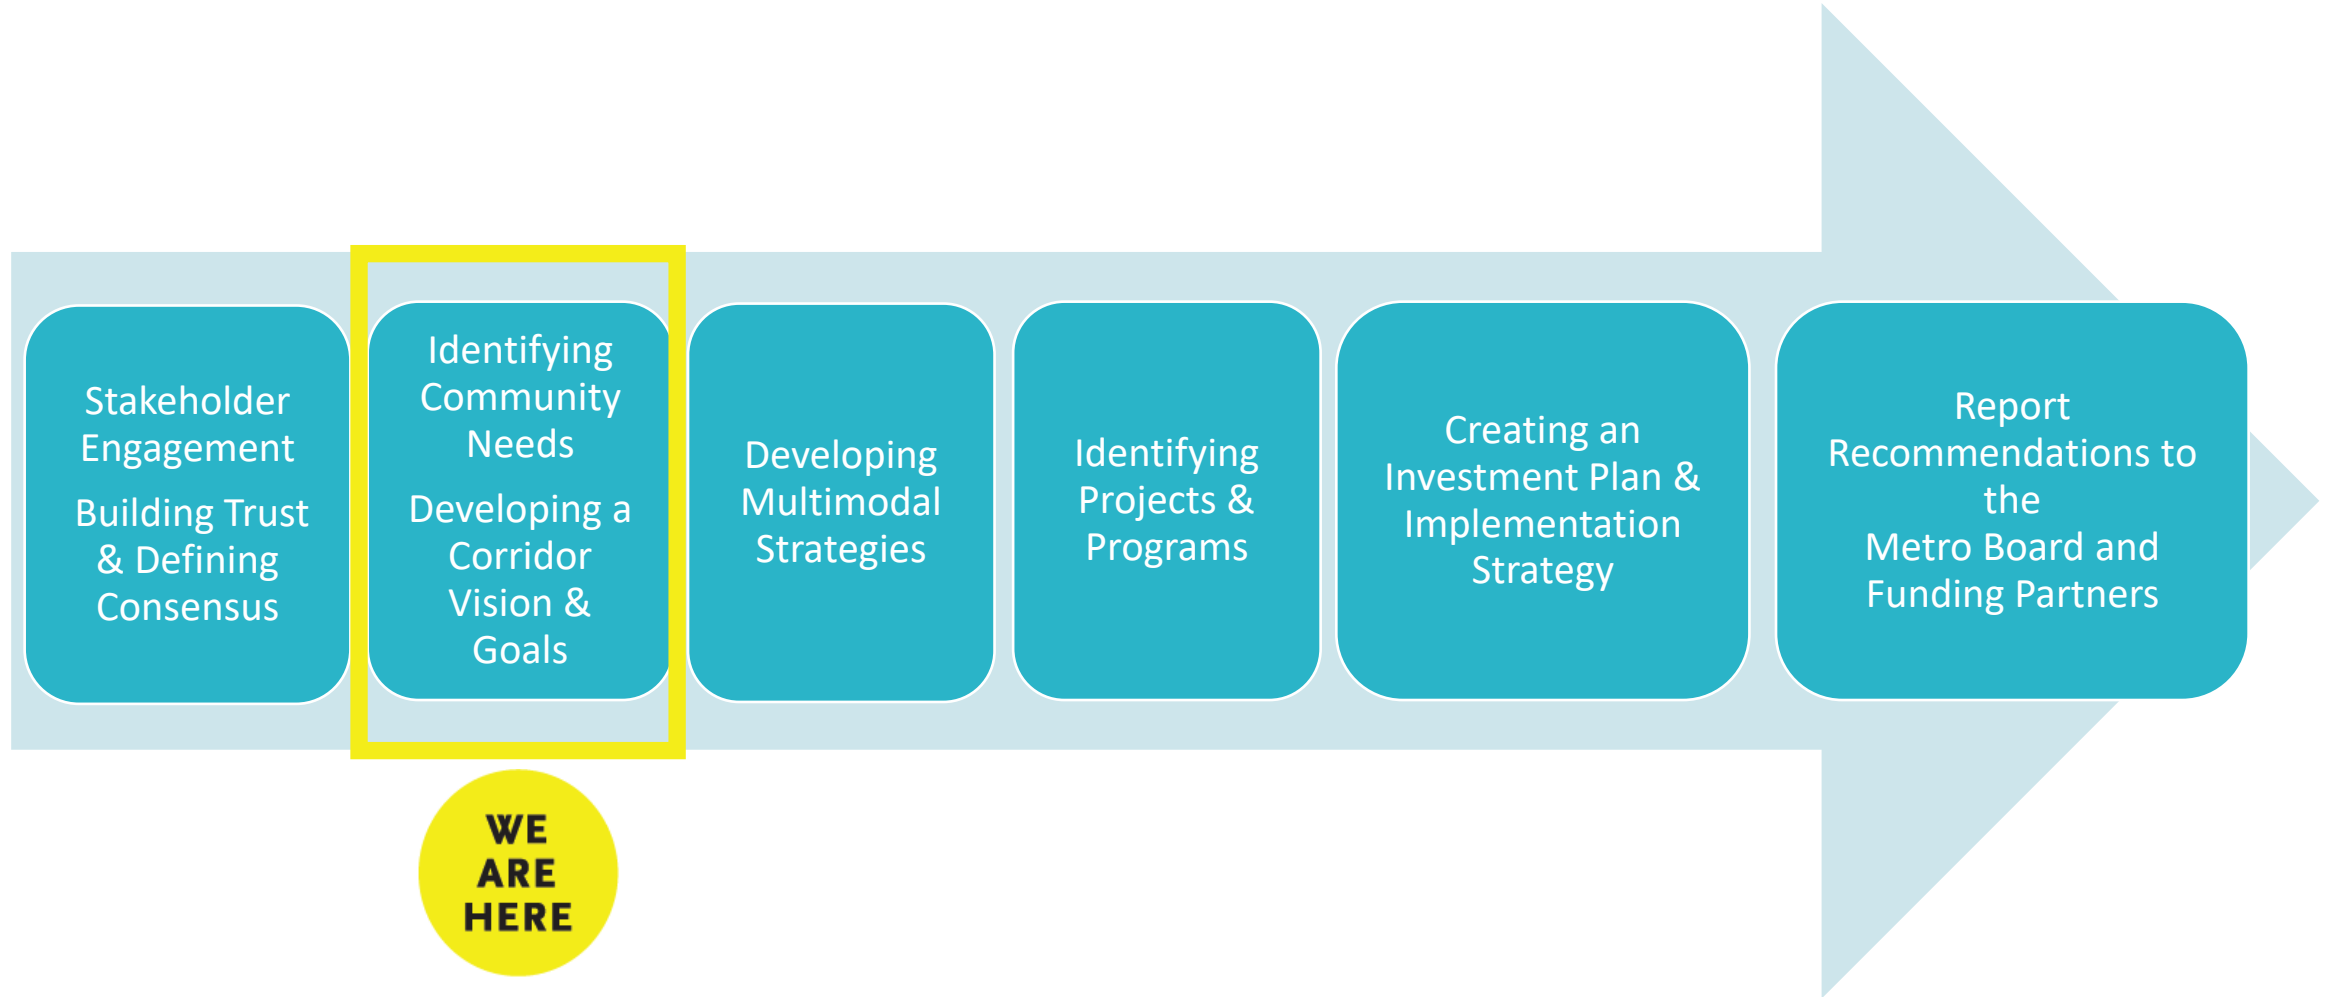 Stakeholder
Engagement
Building Trust
& Defining
Consensus
Identifying
Community
Needs
Developing a
Corridor
Vision &
Goals
Developing
Multimodal
Strategies
Identifying
Projects &
Programs
Creating an
Investment Plan &
Implementation
Strategy
Report
Recommendations to
the
Metro Board and
Funding Partners
WE
ARE
HERE